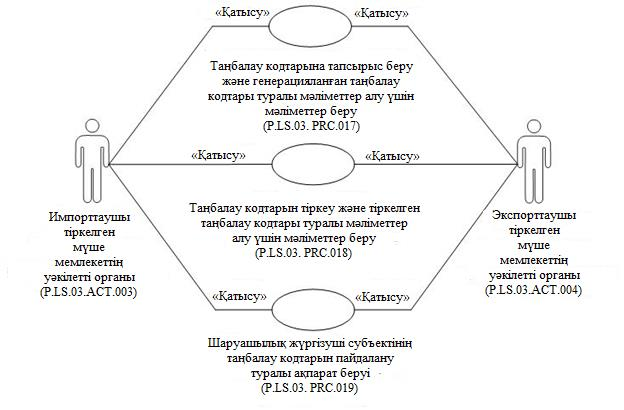 «Қатысу» «Қатысу»
Таңбалау кодтарына тапсырыс беру
және генерацияланған таңбалау
кодтары туралы мәліметтер алу үшін
мәліметтер беру
(P.LS.03. PRC.017)
«Қатысу» «Қатысу»
Импорттаушы
тіркелген
мүше
мемлекеттің
уәкілетті органы
(P.LS.03.ACT.003)
Таңбалау кодтарын тіркеу және тіркелген
таңбалау кодтары туралы мәліметтер
алу үшін мәліметтер беру
(P.LS.03. PRC.018)
Экспорттаушы
тіркелген
мүше
мемлекеттің
уәкілетті органы
(P.LS.03.ACT.004)
«Қатысу» «Қатысу»
Шаруашылық жүргізуші субъектінің
таңбалау кодтарын пайдалану
туралы ақпарат беруі
(P.LS.03. PRC.019)